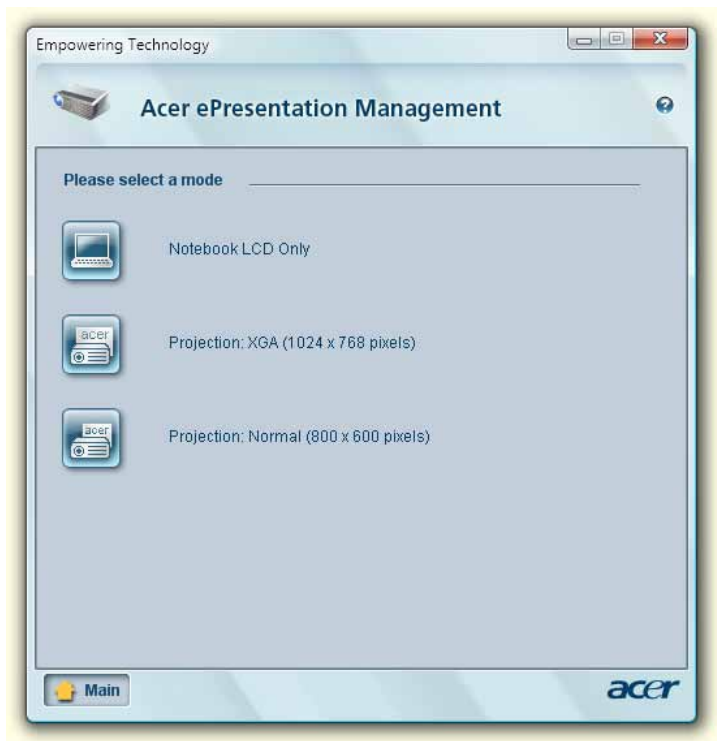 Empowering Technology
Acer ePresentation Management
Please select a mode
Notebook LCD Only
acer
Projection: XGA (1024 x 768 pixels)
acer
Projection: Normal (800 x 600 pixels)
Main
acer